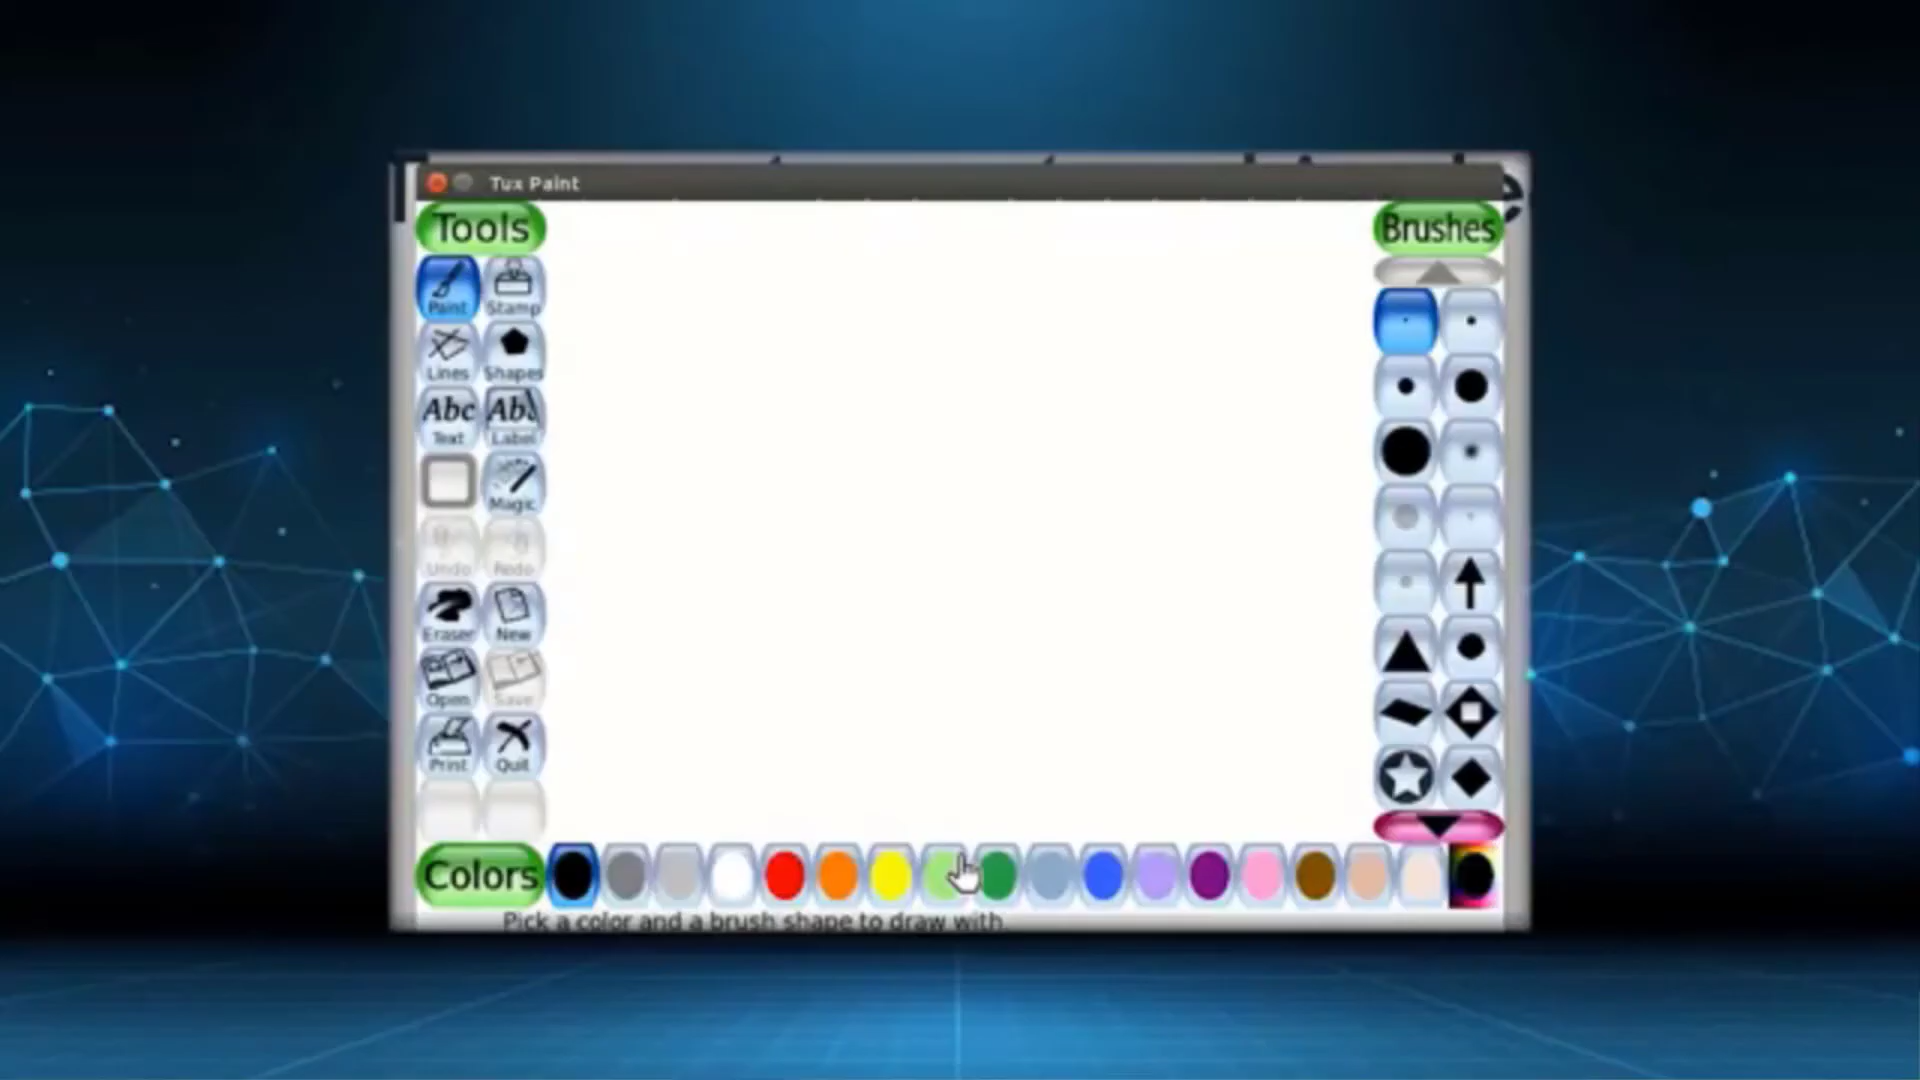 Tux Paint
Tools
Brushes
Paint Stamp
Lines Shapes
Abc Abc
Text Label
Magic
Undo Redo
Eraser New
Open Save
Print Quit
Colors
Pick a color and a brush shape to draw with.